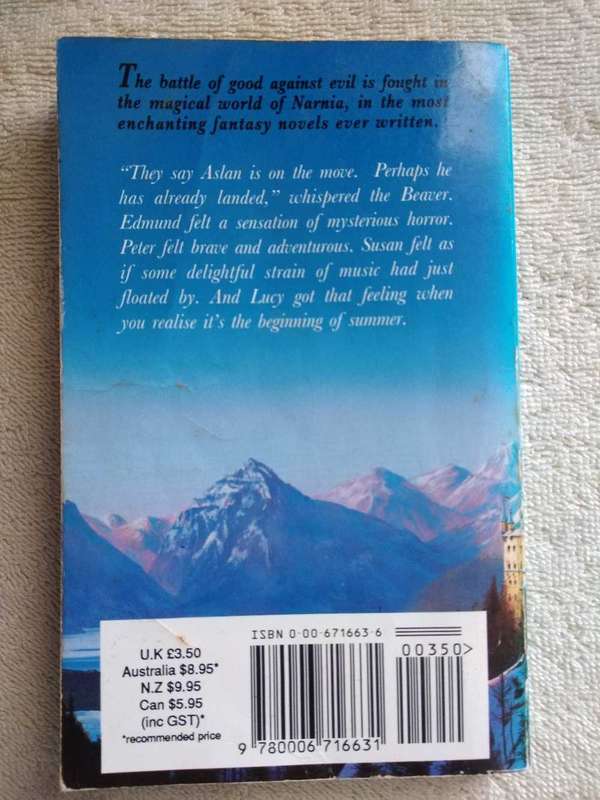 The battle of good against evil is fought in
the magical world of Narnia, in the most
enchanting fantasy novels ever written.
“They say Aslan is on the move. Perhaps he
has already landed,” whispered the Beaver.
Edmund felt a sensation of mysterious horror.
Peter felt brave and adventurous. Susan felt as
if some delightful strain of music had just
floated by. And Lucy got that feeling when
you realise it’s the beginning of summer.
U.K £3.50
Australia $8.95*
N.Z $9.95
Can $5.95
(inc GST)*
*recommended price
ISBN 0-00-671663-6
00350>
9 780006 716631